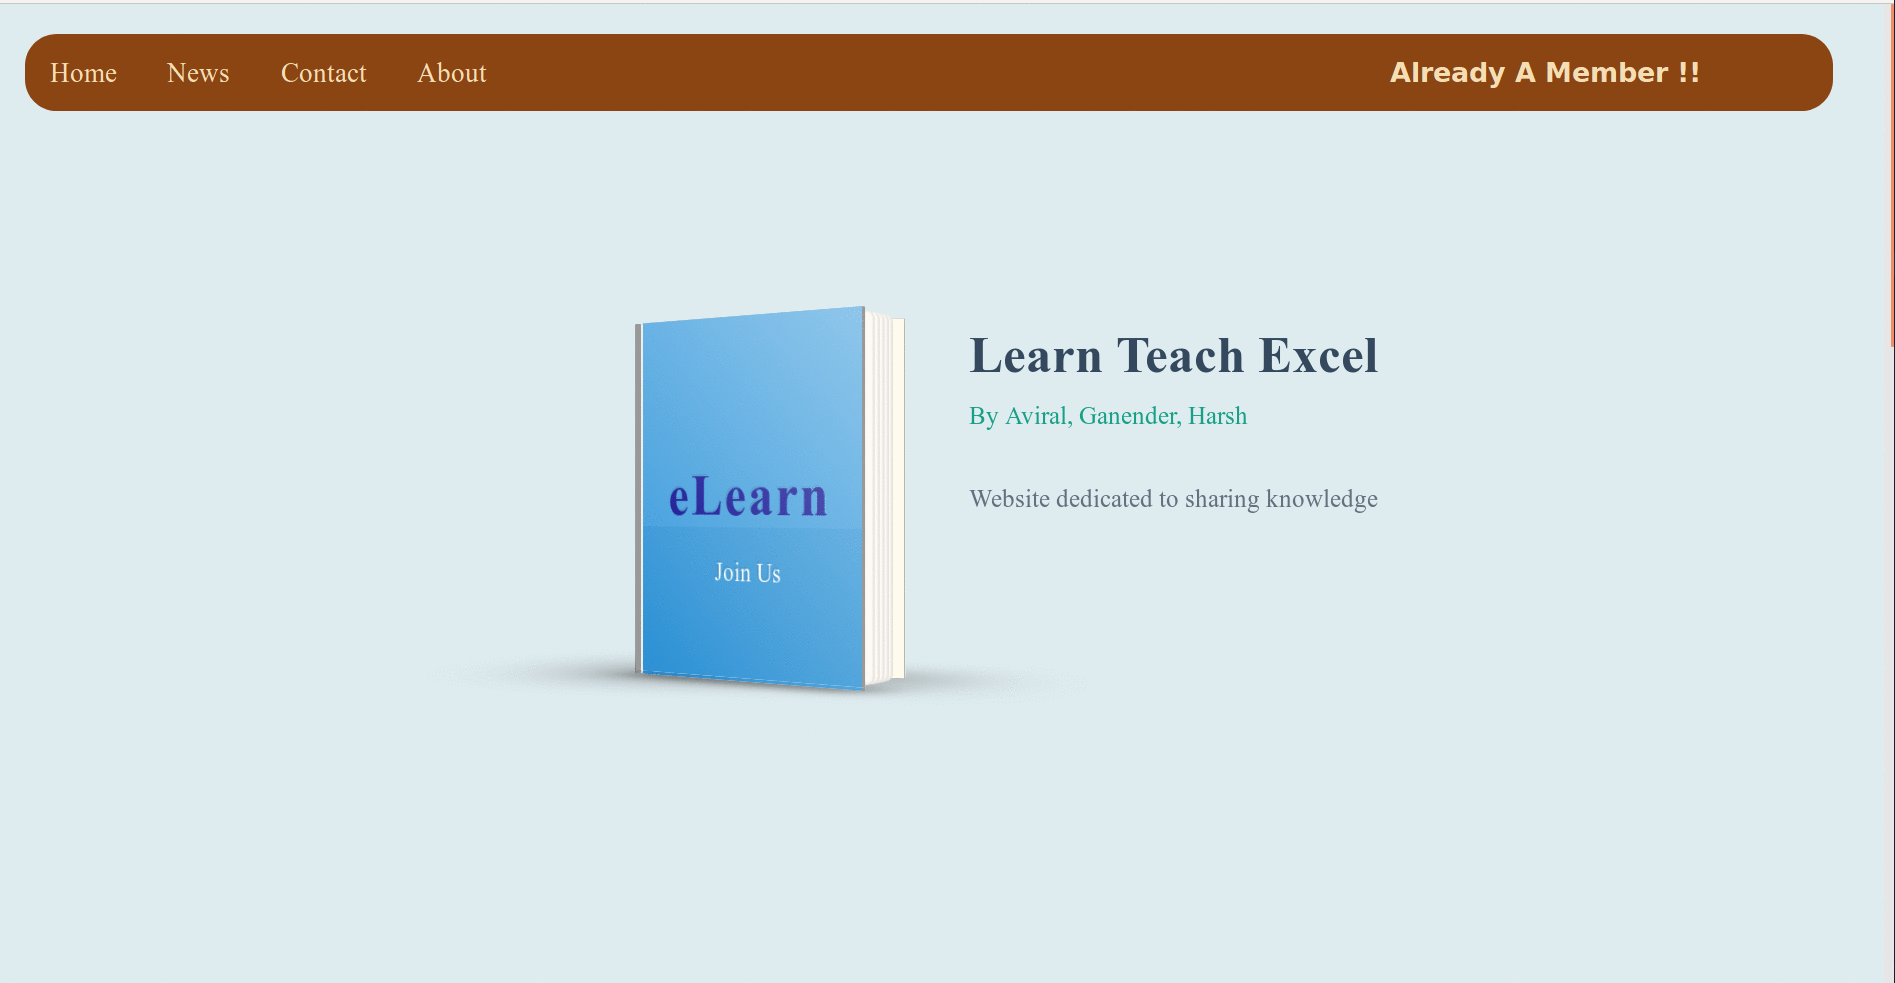 Home News Contact About Already A Member !!
Learn Teach Excel
By Aviral, Ganender, Harsh
Website dedicated to sharing knowledge
eLearn
Join Us